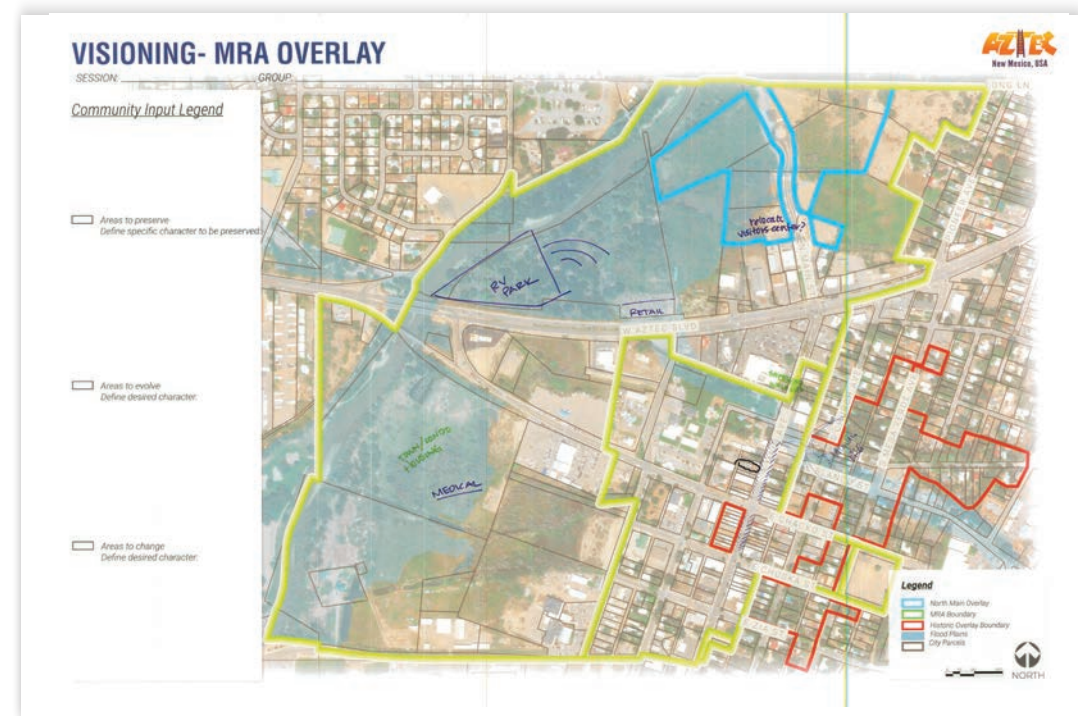 VISIONING- MRA OVERLAY
AZTEC
New Mexico, USA
SESSION: GROUP:
Community Input Legend
Areas to preserve
Define specific character to be preserved:
Areas to evolve
Define desired character:
Areas to change
Define desired character:
relocate
visitors center?
RV
PARK
RETAIL
W AZTEC BLVD
HOUSING
MEDICAL
Legend
North Main Overlay
MRA Boundary
Historic Overlay Boundary
Flood Plains
City Parcels
NORTH